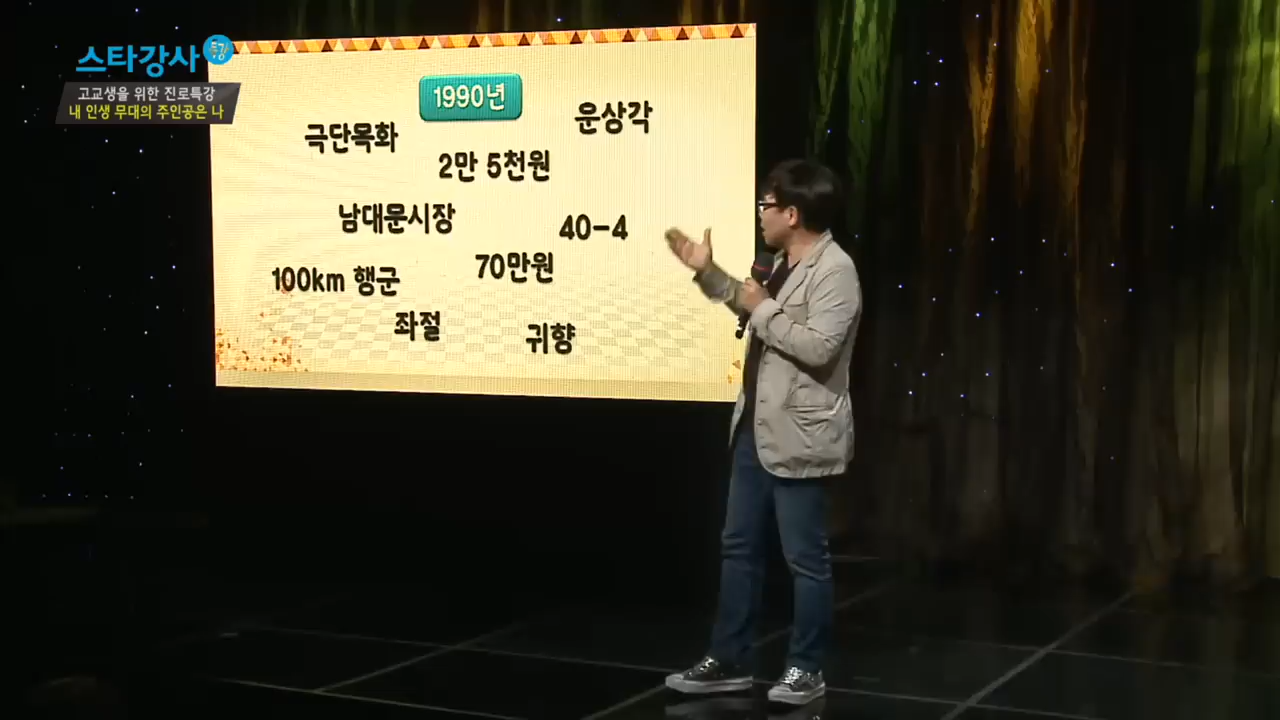 스타강사 특강
고교생을 위한 진로특강
내 인생 무대의 주인공은 나
1990년
극단목화
운상각
2만 5천원
남대문시장
40-4
100km 행군
70만원
좌절
귀향